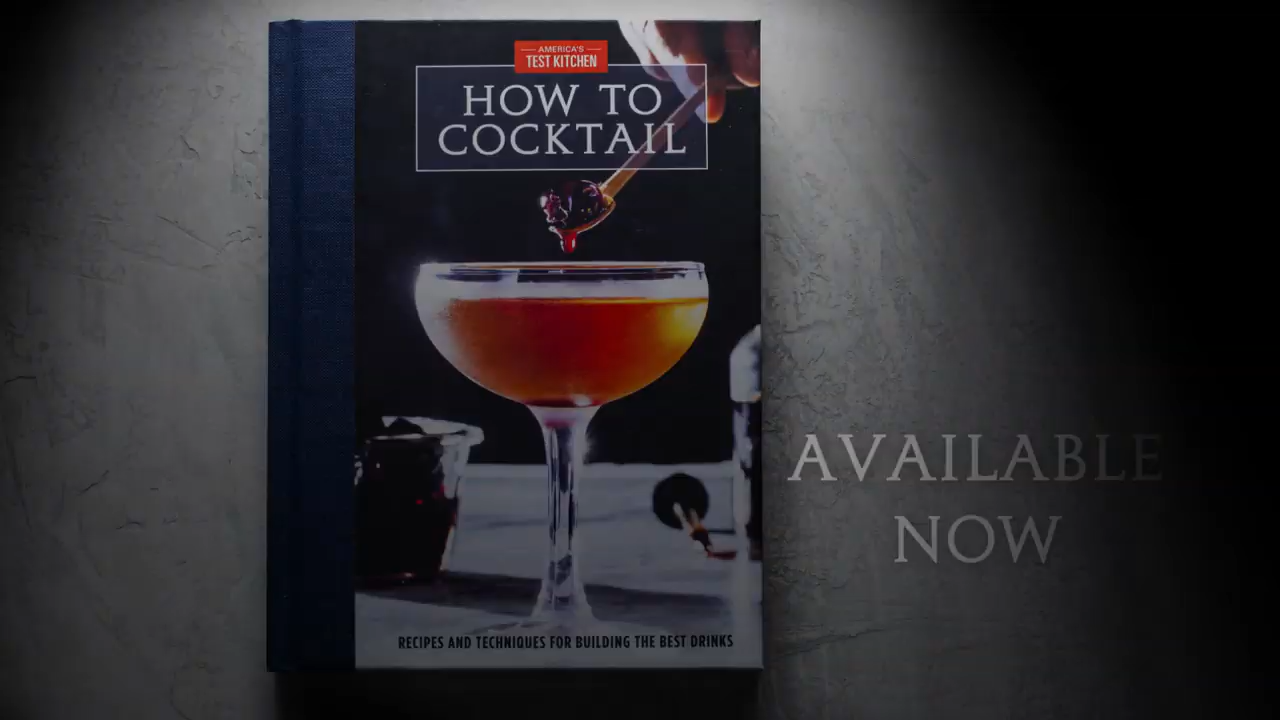 AMERICA'S
TEST KITCHEN
HOW TO
COCKTAIL
AVAILABLE
NOW
RECIPES AND TECHNIQUES FOR BUILDING THE BEST DRINKS